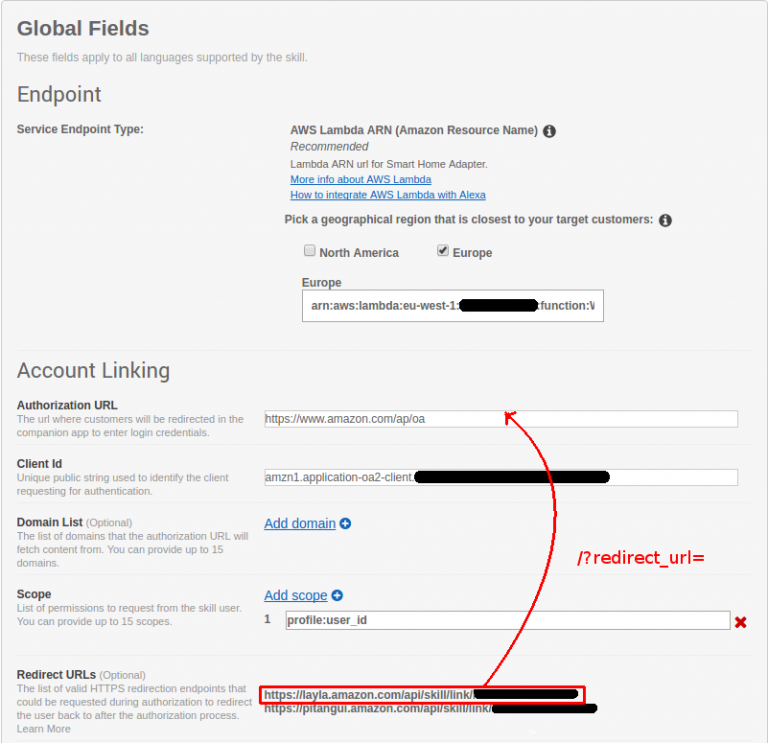 Global Fields
These fields apply to all languages supported by the skill.
Endpoint
Service Endpoint Type:
AWS Lambda ARN (Amazon Resource Name)
Recommended
Lambda ARN url for Smart Home Adapter.
More info about AWS Lambda
How to integrate AWS Lambda with Alexa
Pick a geographical region that is closest to your target customers:
North America
Europe
Europe
arn:aws:lambda:eu-west-1: :function:
Account Linking
Authorization URL
The url where customers will be redirected in the
companion app to enter login credentials.
https://www.amazon.com/ap/oa
Client Id
Unique public string used to identify the client
requesting for authentication.
amzn1.application-oa2-client.
Domain List (Optional)
The list of domains that the authorization URL will
fetch content from. You can provide up to 15
domains.
Add domain
/?redirect_url=
Scope
List of permissions to request from the skill user.
You can provide up to 15 scopes.
Add scope
1 profile:user_id
Redirect URLs (Optional)
The list of valid HTTPS redirection endpoints that
could be requested during authorization to redirect
the user back to after the authorization process.
Learn More
https://layla.amazon.com/api/skill/link/
https://pitangui.amazon.com/api/skill/link/